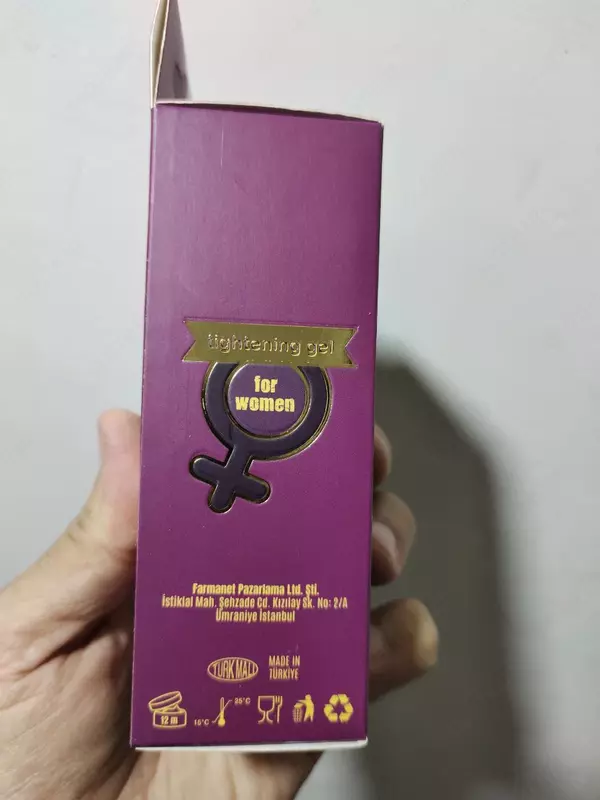 tightening gel
for
women
Farmanet Pazarlama Ltd. Şti.
İstiklal Mah. Şehzade Cd. Kızılay Sk. No: 2/A
Ümraniye İstanbul
TÜRK MALI
MADE IN
TÜRKİYE
12 m
15°C
25°C